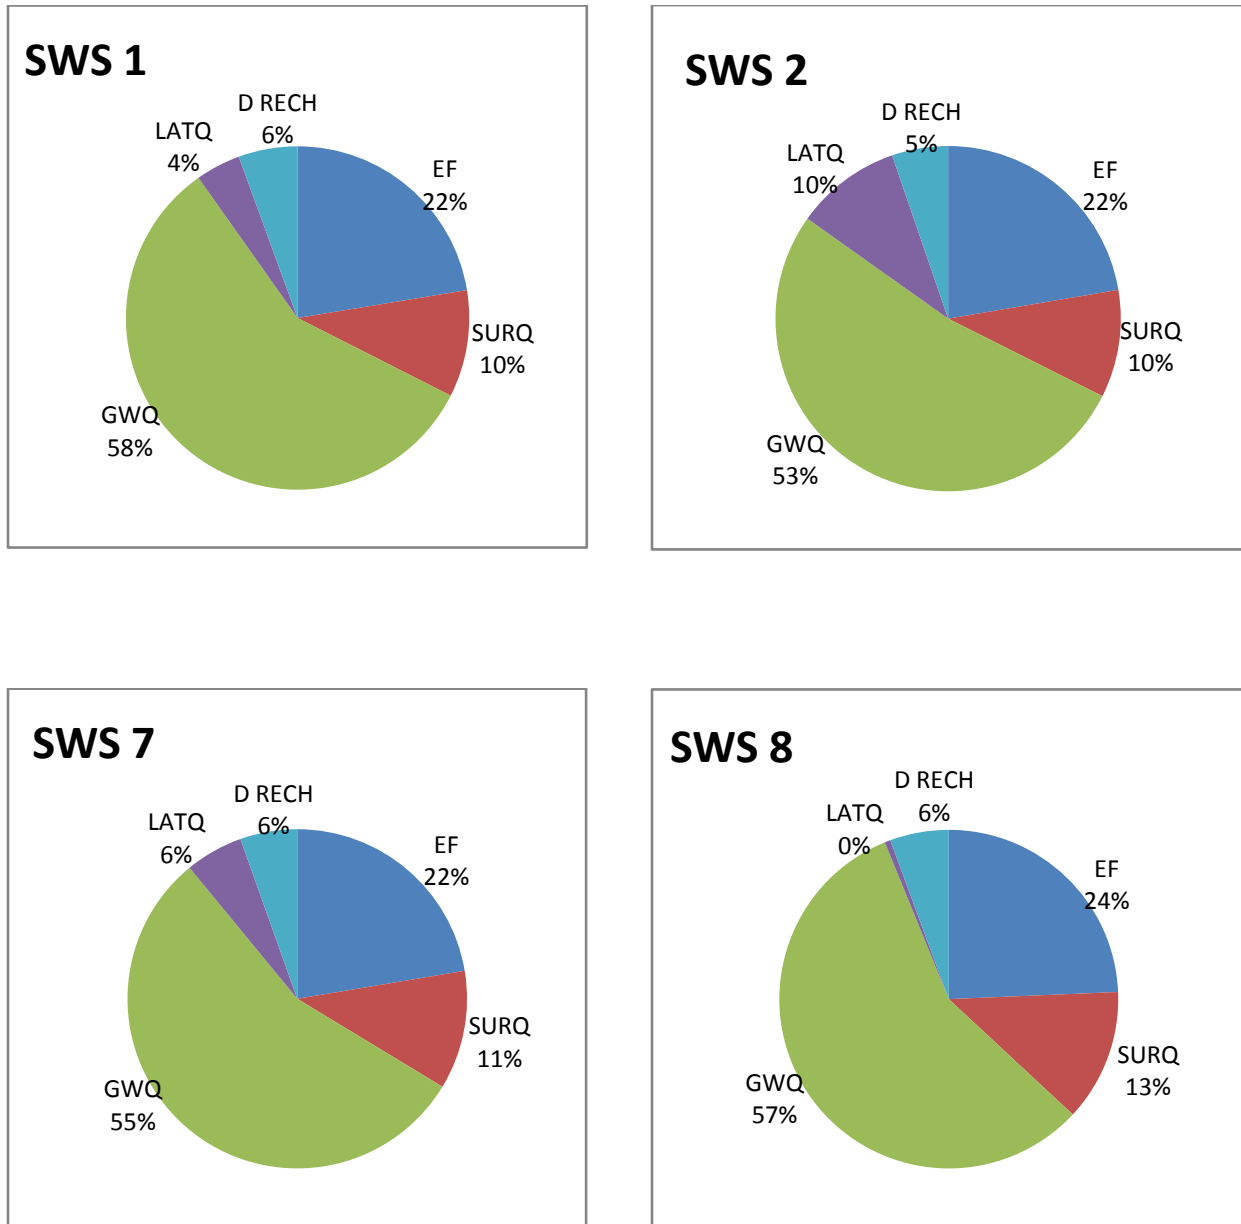 SWS 1
D RECH
6%
LATQ
4%
EF
22%
SURQ
10%
GWQ
58%
SWS 2
D RECH
5%
LATQ
10%
EF
22%
SURQ
10%
GWQ
53%
SWS 7
D RECH
6%
LATQ
6%
EF
22%
SURQ
11%
GWQ
55%
SWS 8
D RECH
6%
LATQ
0%
EF
24%
SURQ
13%
GWQ
57%